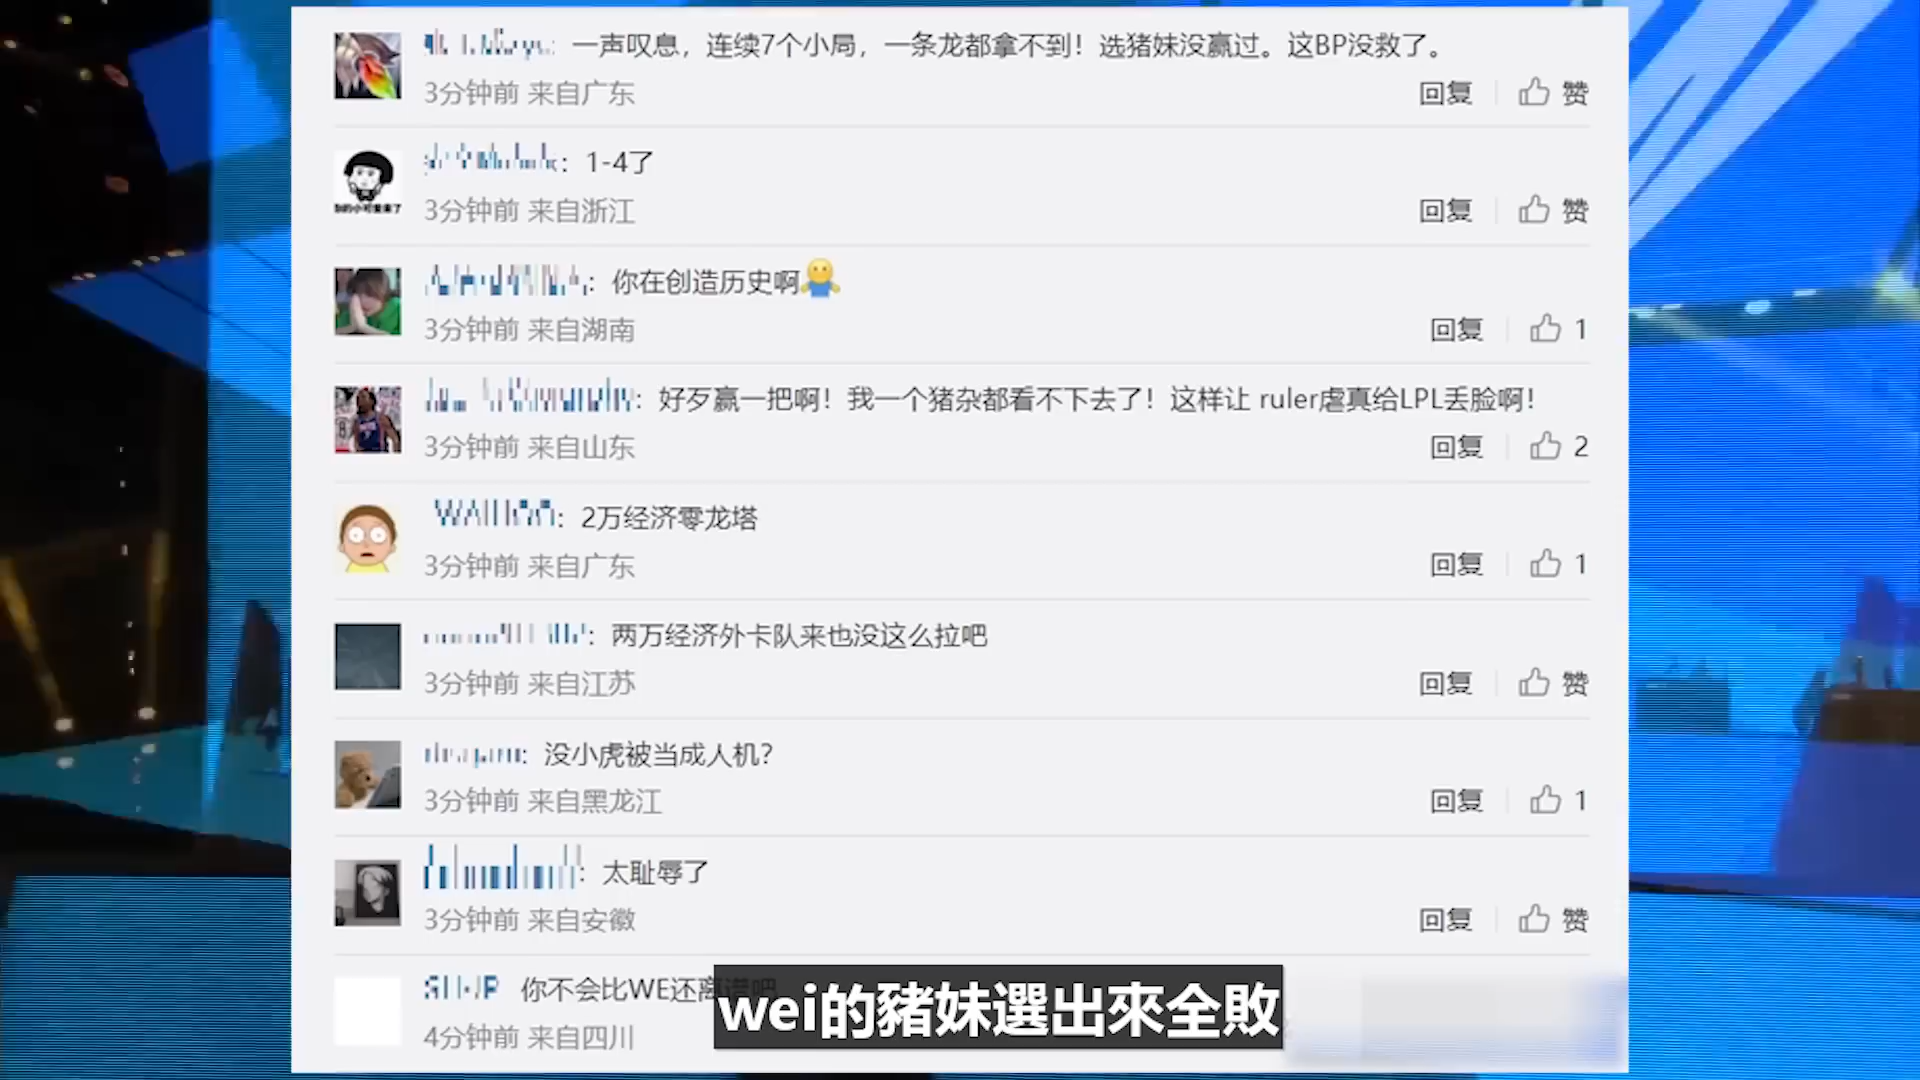 一声叹息，连续7个小局，一条龙都拿不到！选猪妹没赢过。这BP没救了。
3分钟前 来自广东 回复 赞
: 1-4了
3分钟前 来自浙江 回复 赞
: 你在创造历史啊
3分钟前 来自湖南 回复 1
: 好歹赢一把啊！我一个猪杂都看不下去了！这样让 ruler虐真给LPL丢脸啊！
3分钟前 来自山东 回复 2
: 2万经济零龙塔
3分钟前 来自广东 回复 1
: 两万经济外卡队来也没这么拉吧
3分钟前 来自江苏 回复 赞
: 没小虎被当成人机？
3分钟前 来自黑龙江 回复 1
: 太耻辱了
3分钟前 来自安徽 回复 赞
你不会比WE还离谱吧
4分钟前 来自四川
wei的豬妹選出來全敗